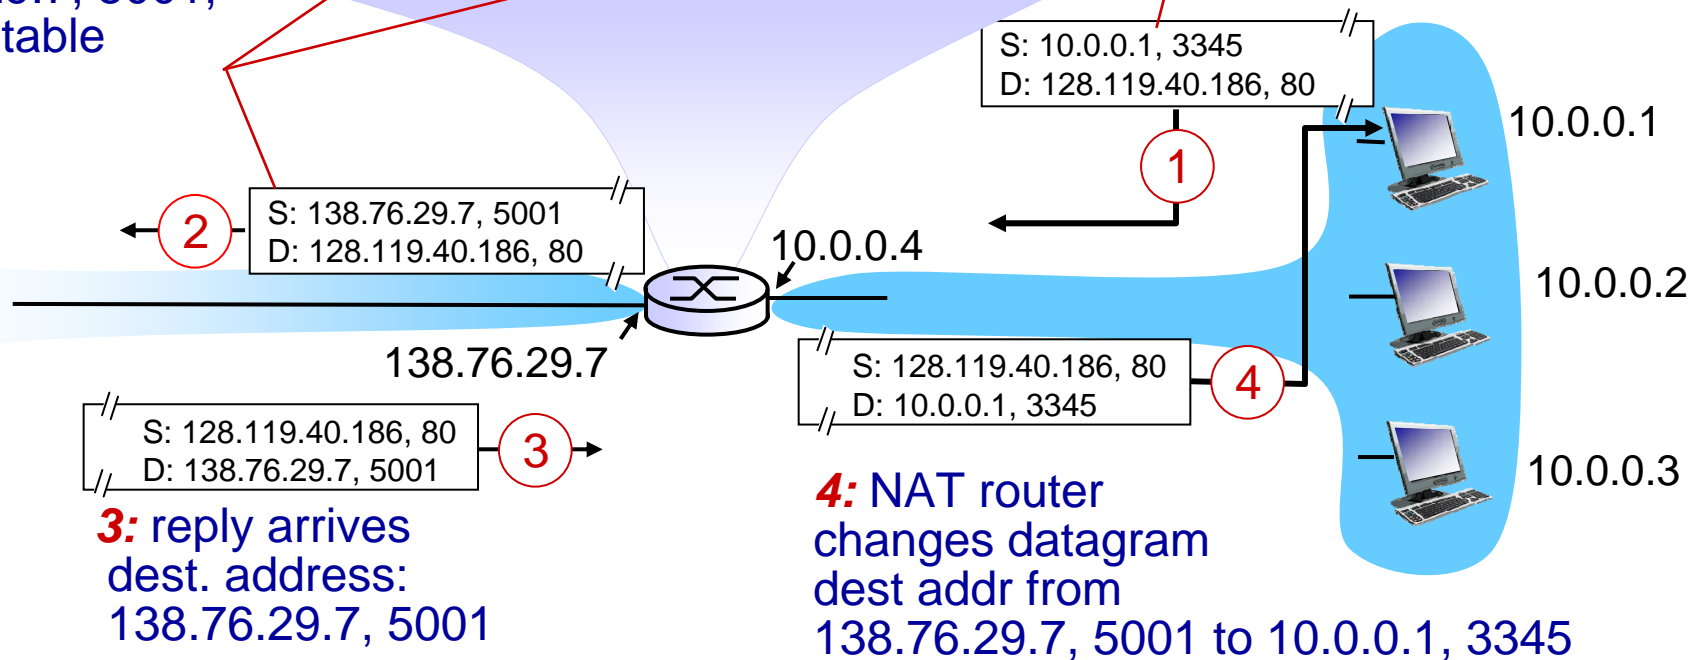 table
S: 10.0.0.1, 3345
D: 128.119.40.186, 80
10.0.0.1
1
2
S: 138.76.29.7, 5001
D: 128.119.40.186, 80
10.0.0.4
10.0.0.2
138.76.29.7
S: 128.119.40.186, 80
D: 10.0.0.1, 3345
4
S: 128.119.40.186, 80
D: 138.76.29.7, 5001
3
10.0.0.3
3: reply arrives
dest. address:
138.76.29.7, 5001
4: NAT router
changes datagram
dest addr from
138.76.29.7, 5001 to 10.0.0.1, 3345